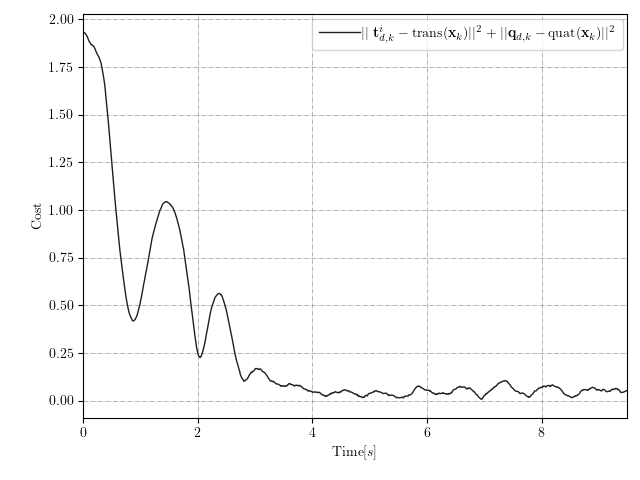 || t^i_{d,k} − trans(x_k)||^2 + ||q_{d,k} − quat(x_k)||^2
2.00
1.75
1.50
1.25
1.00
0.75
0.50
0.25
0.00
Cost
0 2 4 6 8
Time[s]